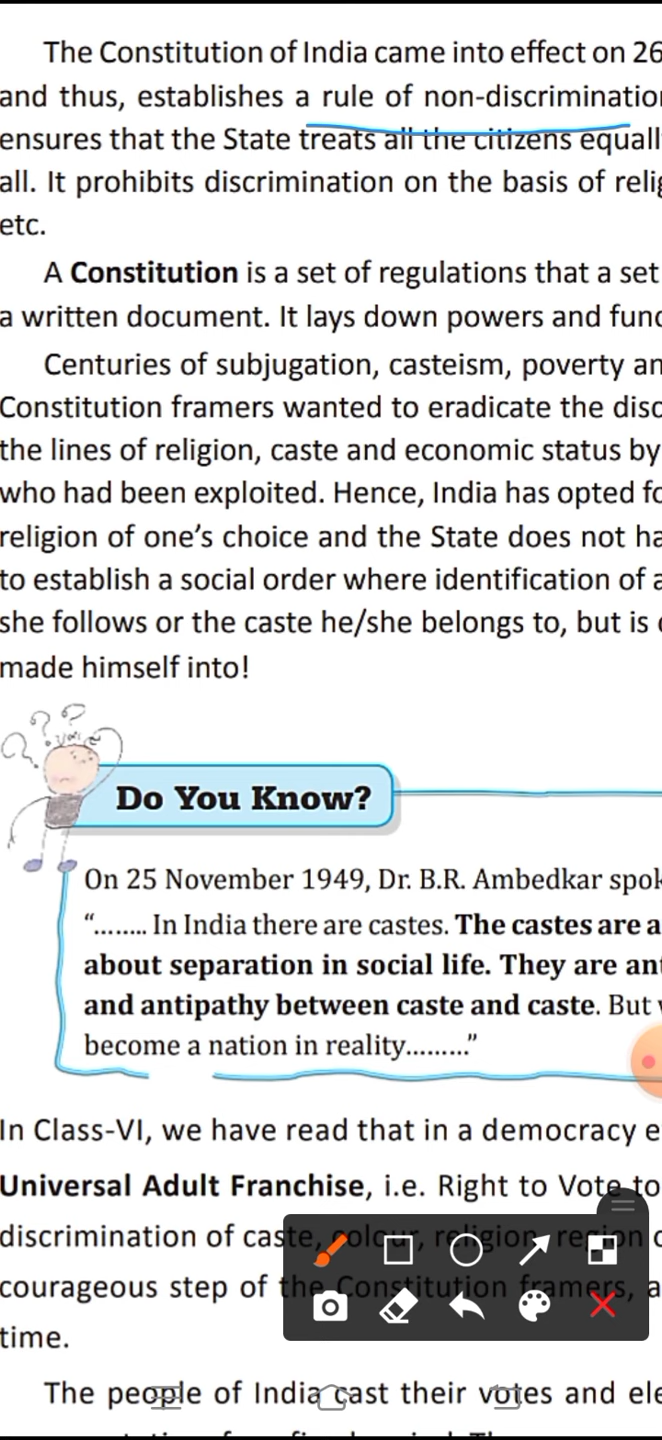 The Constitution of India came into effect on 26
and thus, establishes a rule of non-discrimination
ensures that the State treats all the citizens equall
all. It prohibits discrimination on the basis of relig
etc.
A Constitution is a set of regulations that a set
a written document. It lays down powers and func
Centuries of subjugation, casteism, poverty an
Constitution framers wanted to eradicate the disc
the lines of religion, caste and economic status by
who had been exploited. Hence, India has opted fo
religion of one’s choice and the State does not ha
to establish a social order where identification of a
she follows or the caste he/she belongs to, but is
made himself into!
Do You Know?
On 25 November 1949, Dr. B.R. Ambedkar spok
“........ In India there are castes. The castes are a
about separation in social life. They are ant
and antipathy between caste and caste. But
become a nation in reality.........”
In Class-VI, we have read that in a democracy e
Universal Adult Franchise, i.e. Right to Vote to
discrimination of caste, colour, religion, region
courageous step of the Constitution framers, a
time.
The people of India cast their votes and ele